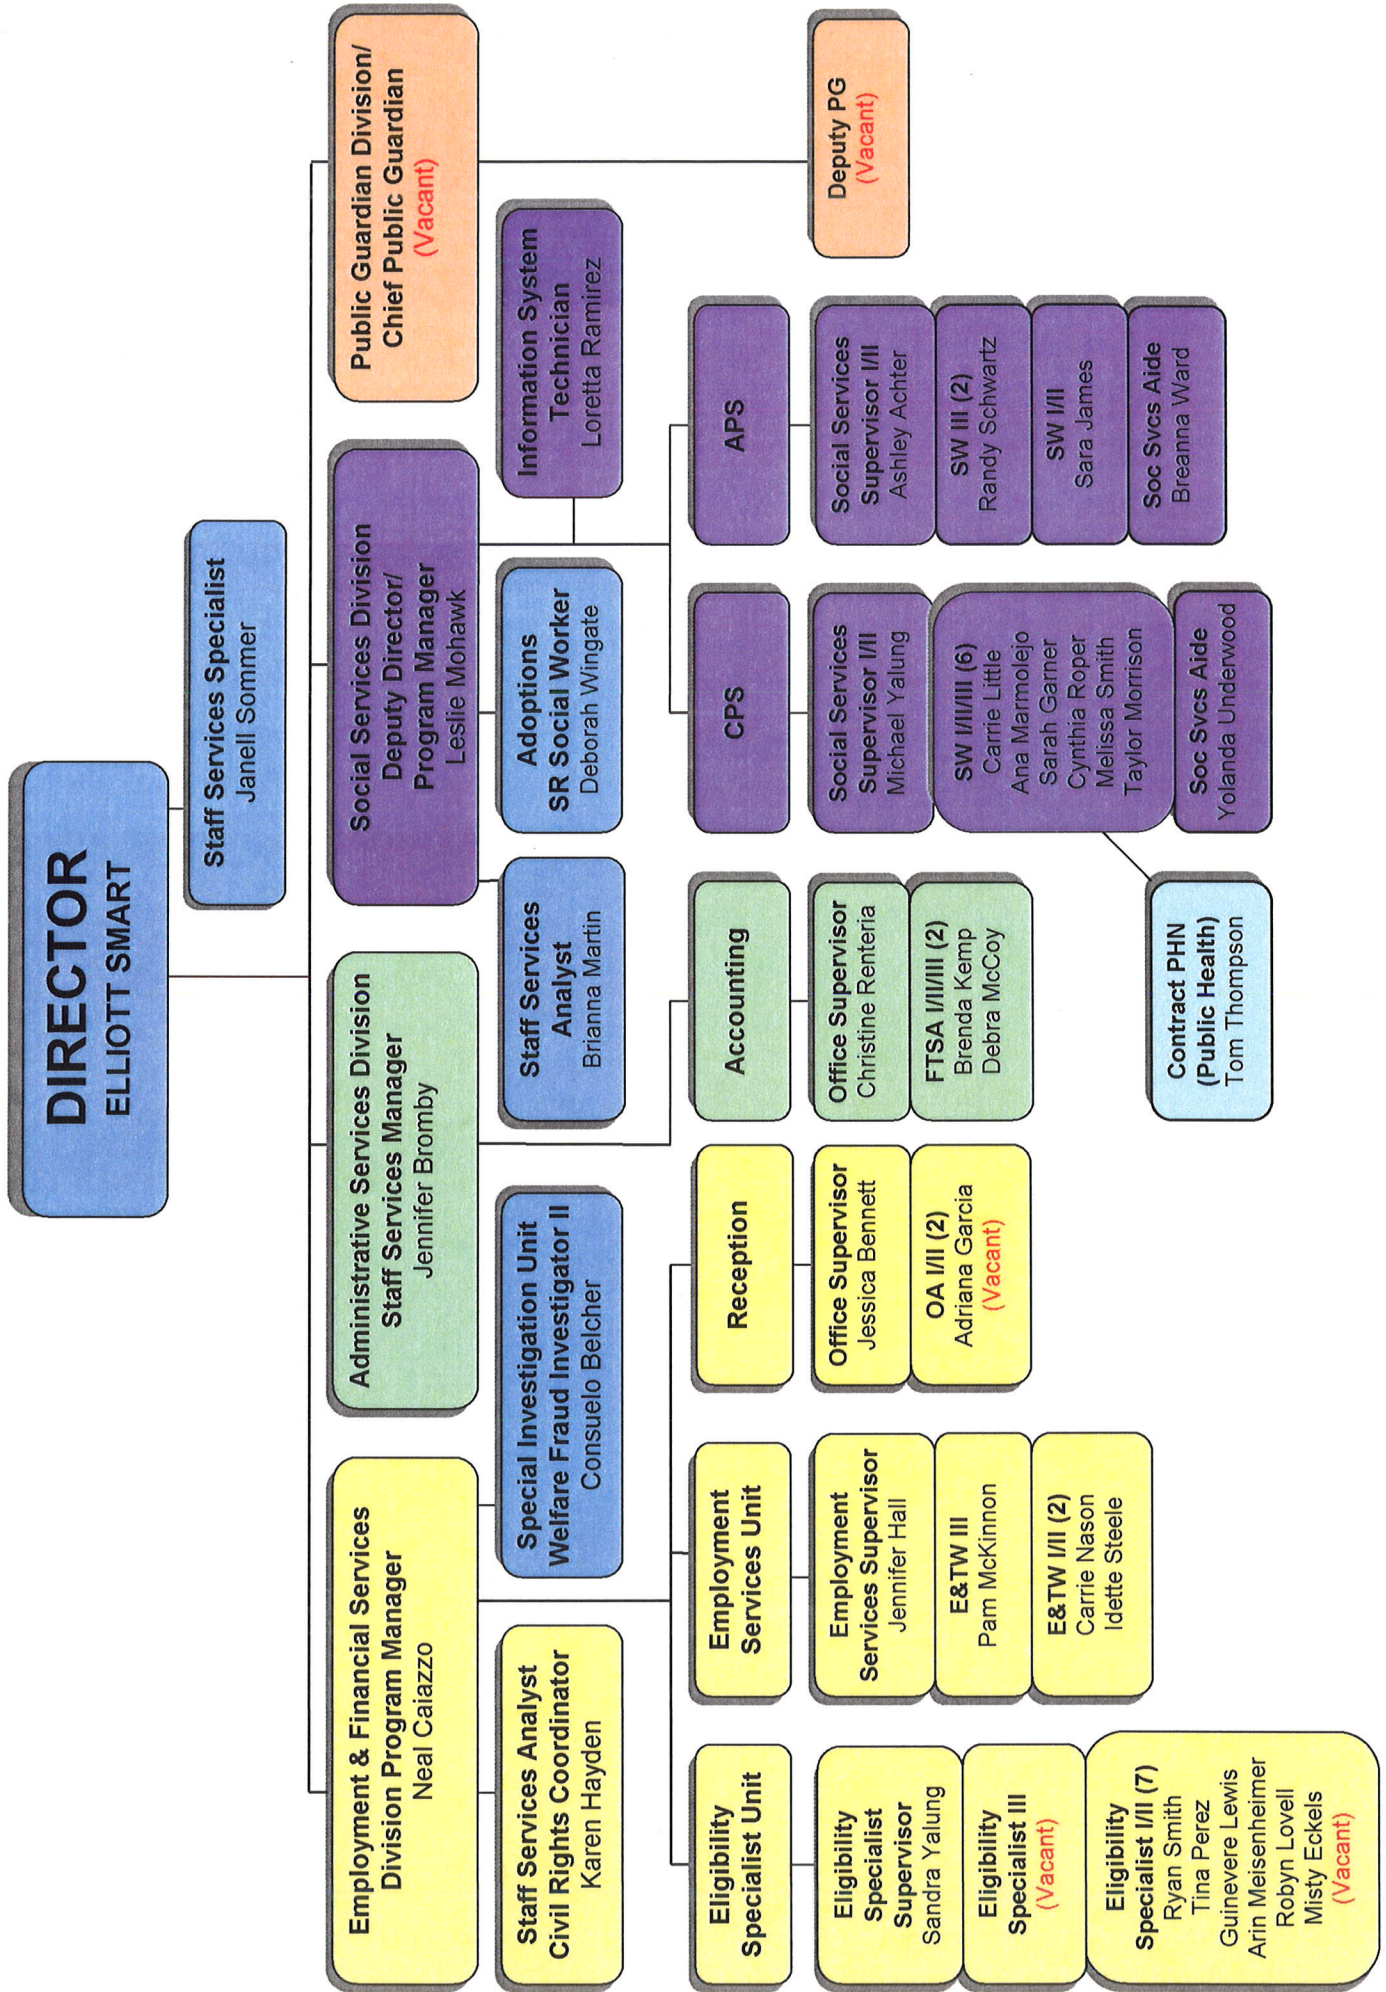 DIRECTOR
ELLIOTT SMART
Staff Services Specialist
Janell Sommer
Employment & Financial Services
Division Program Manager
Neal Caiazzo
Administrative Services Division
Staff Services Manager
Jennifer Bromby
Social Services Division
Deputy Director/
Program Manager
Leslie Mohawk
Public Guardian Division/
Chief Public Guardian
(Vacant)
Staff Services Analyst
Civil Rights Coordinator
Karen Hayden
Special Investigation Unit
Welfare Fraud Investigator II
Consuelo Belcher
Staff Services
Analyst
Brianna Martin
Adoptions
SR Social Worker
Deborah Wingate
Information System
Technician
Loretta Ramirez
Eligibility
Specialist Unit
Employment
Services Unit
Reception
Accounting
CPS
APS
Eligibility
Specialist
Supervisor
Sandra Yalung
Eligibility
Specialist III
(Vacant)
Eligibility
Specialist I/II (7)
Ryan Smith
Tina Perez
Guinevere Lewis
Arin Meisenheimer
Robyn Lovell
Misty Eckels
(Vacant)
Employment
Services Supervisor
Jennifer Hall
E&TW III
Pam McKinnon
E&TW I/II (2)
Carrie Nason
Idette Steele
Office Supervisor
Jessica Bennett
OA I/II (2)
Adriana Garcia
(Vacant)
Office Supervisor
Christine Renteria
FTSA I/II/III (2)
Brenda Kemp
Debra McCoy
Contract PHN
(Public Health)
Tom Thompson
Social Services
Supervisor I/II
Michael Yalung
SW I/II/III (6)
Carrie Little
Ana Marmolejo
Sarah Garner
Cynthia Roper
Melissa Smith
Taylor Morrison
Soc Svcs Aide
Yolanda Underwood
Social Services
Supervisor I/II
Ashley Achter
SW III (2)
Randy Schwartz
SW I/II
Sara James
Soc Svcs Aide
Breanna Ward
Deputy PG
(Vacant)